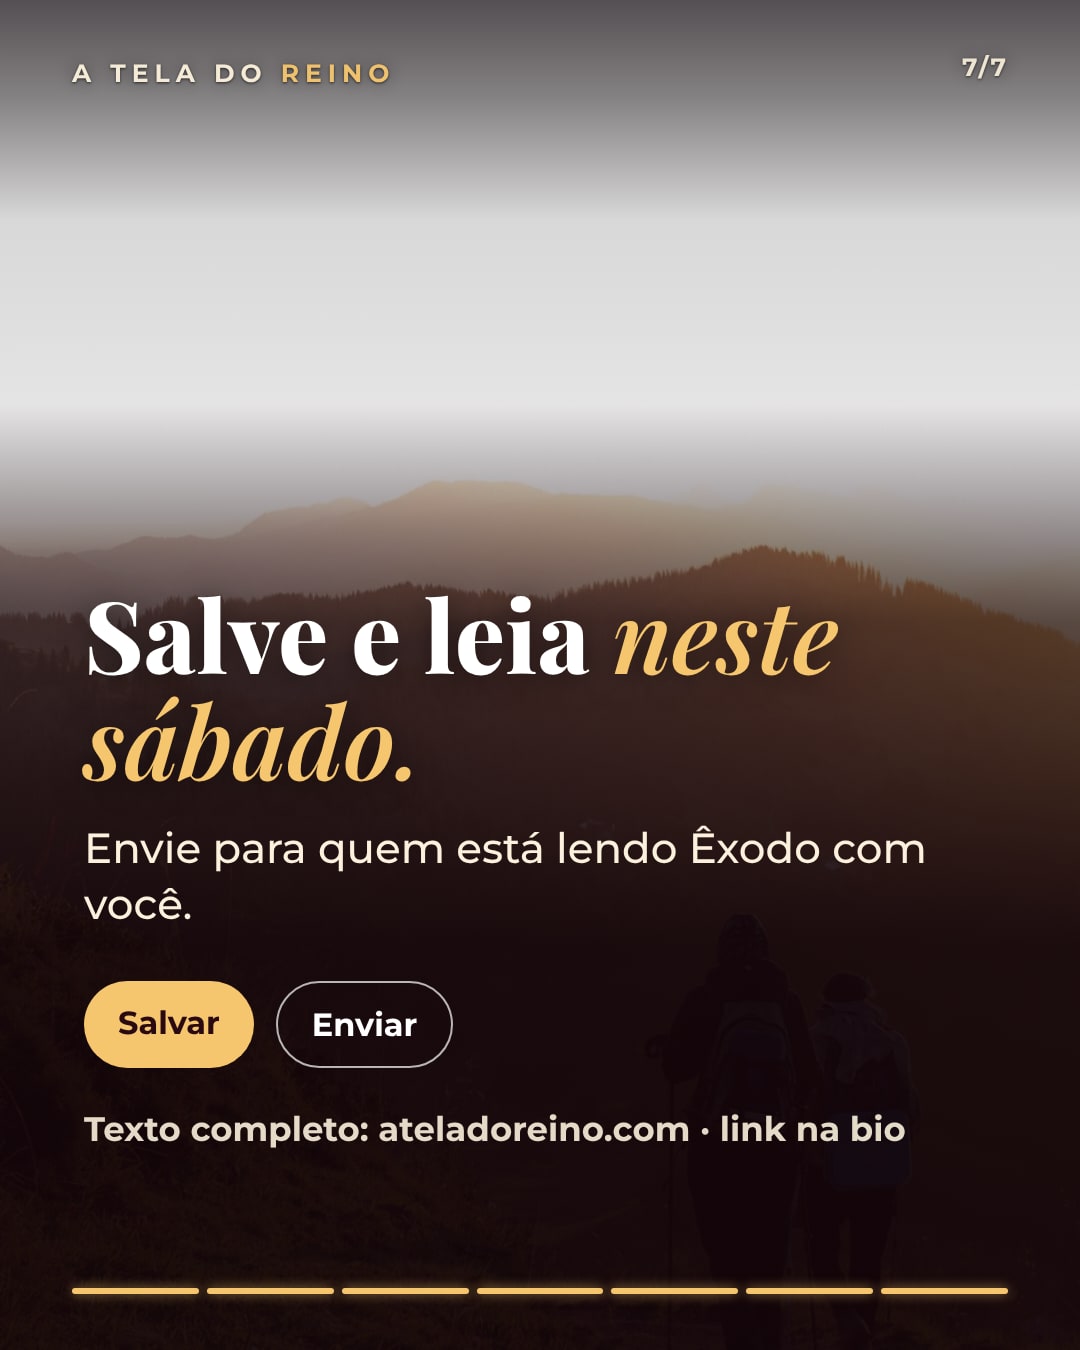 A TELA DO REINO
7/7
Salve e leia neste
sábado.
Envie para quem está lendo Êxodo com
você.
Salvar
Enviar
Texto completo: ateladoreino.com · link na bio